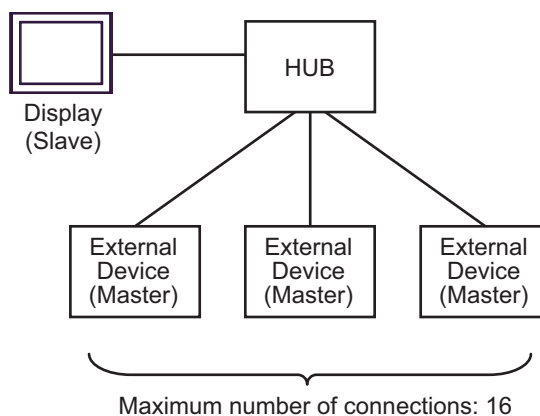 HUB
Display
(Slave)
External
Device
(Master)
External
Device
(Master)
External
Device
(Master)
Maximum number of connections: 16